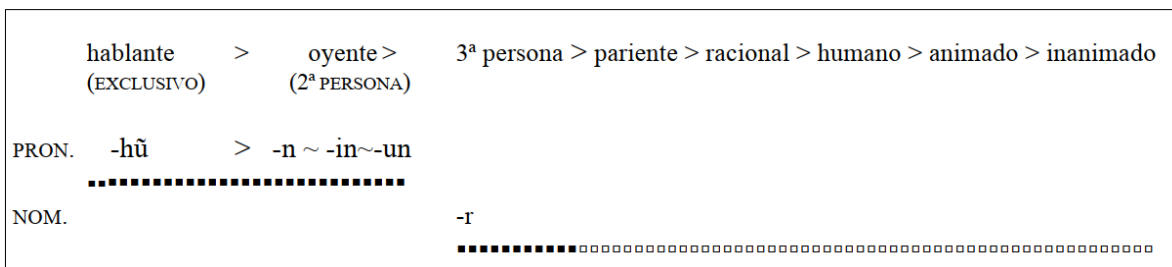 hablante > oyente > 3ª persona > pariente > racional > humano > animado > inanimado
(EXCLUSIVO) (2ª PERSONA)
PRON. -hũ > -n ~ -in~-un
NOM. -r